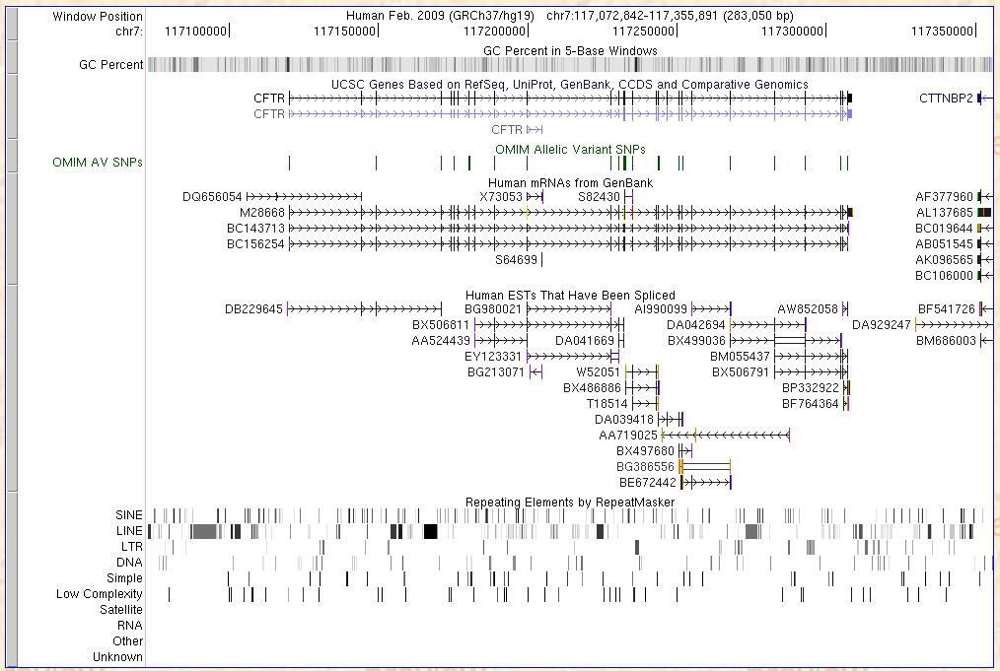 Window Position Human Feb. 2009 (GRCh37/hg19) chr7:117,072,842-117,355,891 (283,050 bp)
chr7: 117100000 117150000 117200000 117250000 117300000 117350000
GC Percent in 5-Base Windows
GC Percent
UCSC Genes Based on RefSeq, UniProt, GenBank, CCDS and Comparative Genomics
CFTR CTTNBP2
CFTR
CFTR
OMIM Allelic Variant SNPs
OMIM AV SNPs
Human mRNAs from GenBank
DQ656054 X73053 S82430 AF377960
M28668 AL137685
BC143713 BC019644
BC156254 AB051545
S64699 AK096565
BC106000
Human ESTs That Have Been Spliced
DB229645 BG980021 AI990099 AW852058 BF541726
BX506811 DA042694 DA929247
AA524439 DA041669 BX499036 BM686003
EY123331 BM055437
BG213071 W52051 BX506791
BX486886 BP332922
T18514 BF764364
DA039418
AA719025
BX497680
BG386556
BE672442
Repeating Elements by RepeatMasker
SINE
LINE
LTR
DNA
Simple
Low Complexity
Satellite
RNA
Other
Unknown